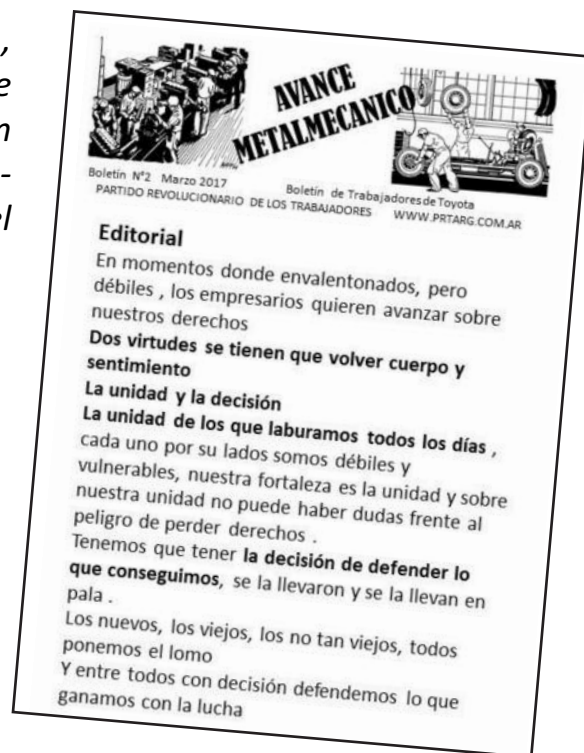 ,
e
n
-
el
AVANCE
METALMECANICO
Boletín N°2 Marzo 2017
Boletín de Trabajadores de Toyota
PARTIDO REVOLUCIONARIO DE LOS TRABAJADORES WWW.PRTARG.COM.AR
Editorial
En momentos donde envalentonados, pero
débiles , los empresarios quieren avanzar sobre
nuestros derechos
Dos virtudes se tienen que volver cuerpo y
sentimiento
La unidad y la decisión
La unidad de los que laburamos todos los días ,
cada uno por su lados somos débiles y
vulnerables, nuestra fortaleza es la unidad y sobre
nuestra unidad no puede haber dudas frente al
peligro de perder derechos .
Tenemos que tener la decisión de defender lo
que conseguimos, se la llevaron y se la llevan en
pala .
Los nuevos, los viejos, los no tan viejos, todos
ponemos el lomo
Y entre todos con decisión defendemos lo que
ganamos con la lucha